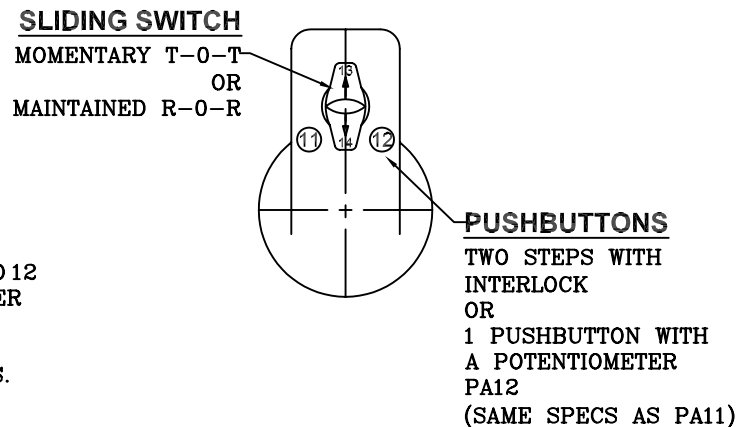 SLIDING SWITCH
MOMENTARY T-0-T
OR
MAINTAINED R-0-R
13
14
11
12
PUSHBUTTONS
TWO STEPS WITH
INTERLOCK
OR
1 PUSHBUTTON WITH
A POTENTIOMETER
PA12
(SAME SPECS AS PA11)
12